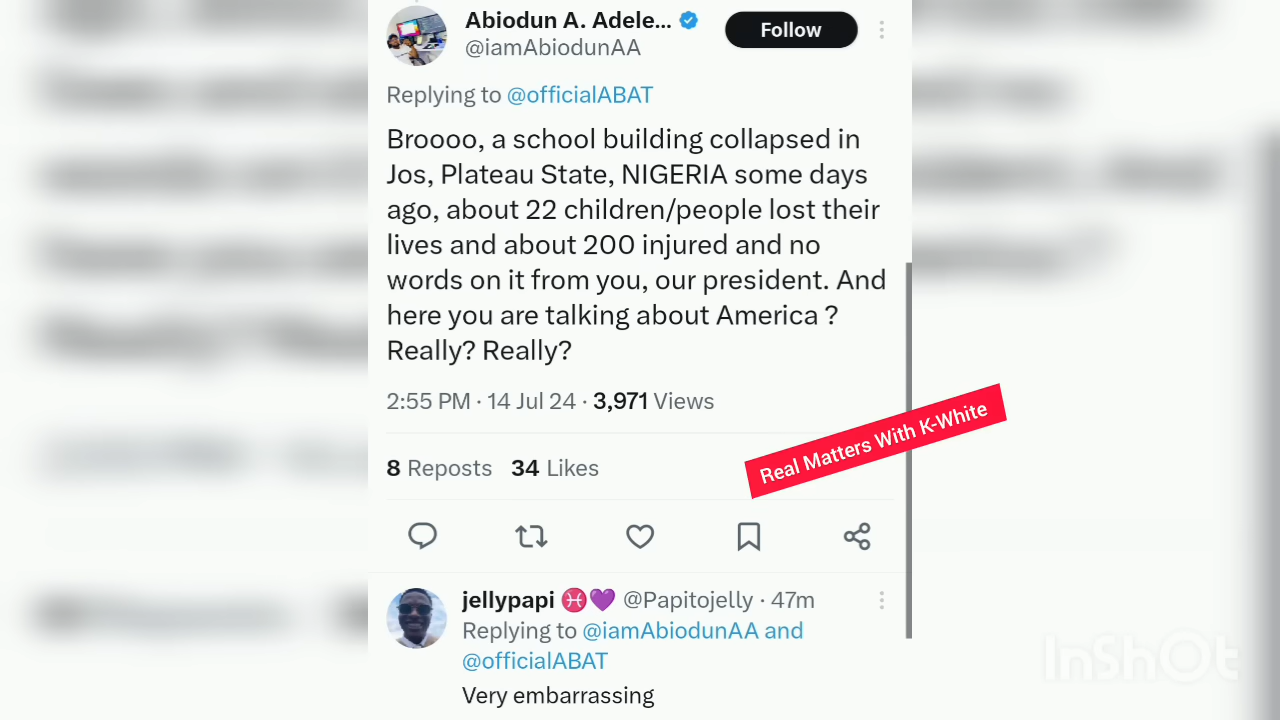 Abiodun A. Adele...
Follow
@iamAbiodunAA
Replying to @officialABAT
Broooo, a school building collapsed in
Jos, Plateau State, NIGERIA some days
ago, about 22 children/people lost their
lives and about 200 injured and no
words on it from you, our president. And
here you are talking about America ?
Really? Really?
2:55 PM · 14 Jul 24 · 3,971 Views
Real Matters With K-White
8 Reposts 34 Likes
jellypapi ♓💜 @Papitojelly · 47m
Replying to @iamAbiodunAA and
@officialABAT
Very embarrassing
InShOt